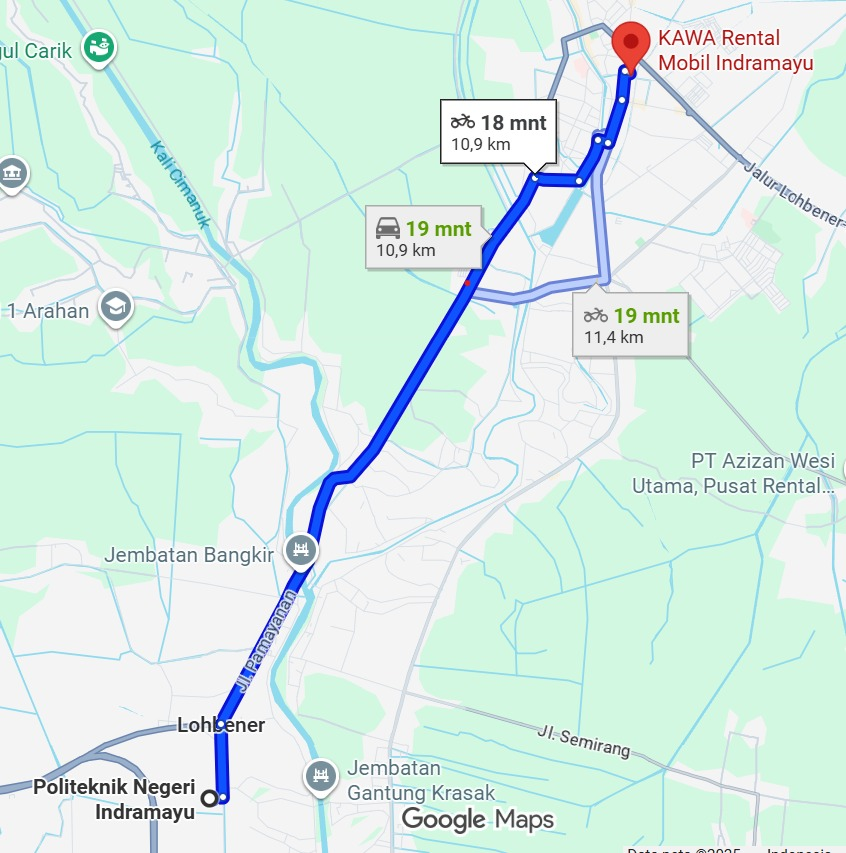 gul Carik
KAWA Rental
Mobil Indramayu
18 mnt
10,9 km
Kali Cimanuk
Jalur Lohbener-
19 mnt
10,9 km
1 Arahan
19 mnt
11,4 km
PT Azizan Wesi
Utama, Pusat Rental...
Jembatan Bangkir
Jl. Pamayahan
Lohbener
Jl. Semirang
Politeknik Negeri
Indramayu
Jembatan
Gantung Krasak
Google Maps